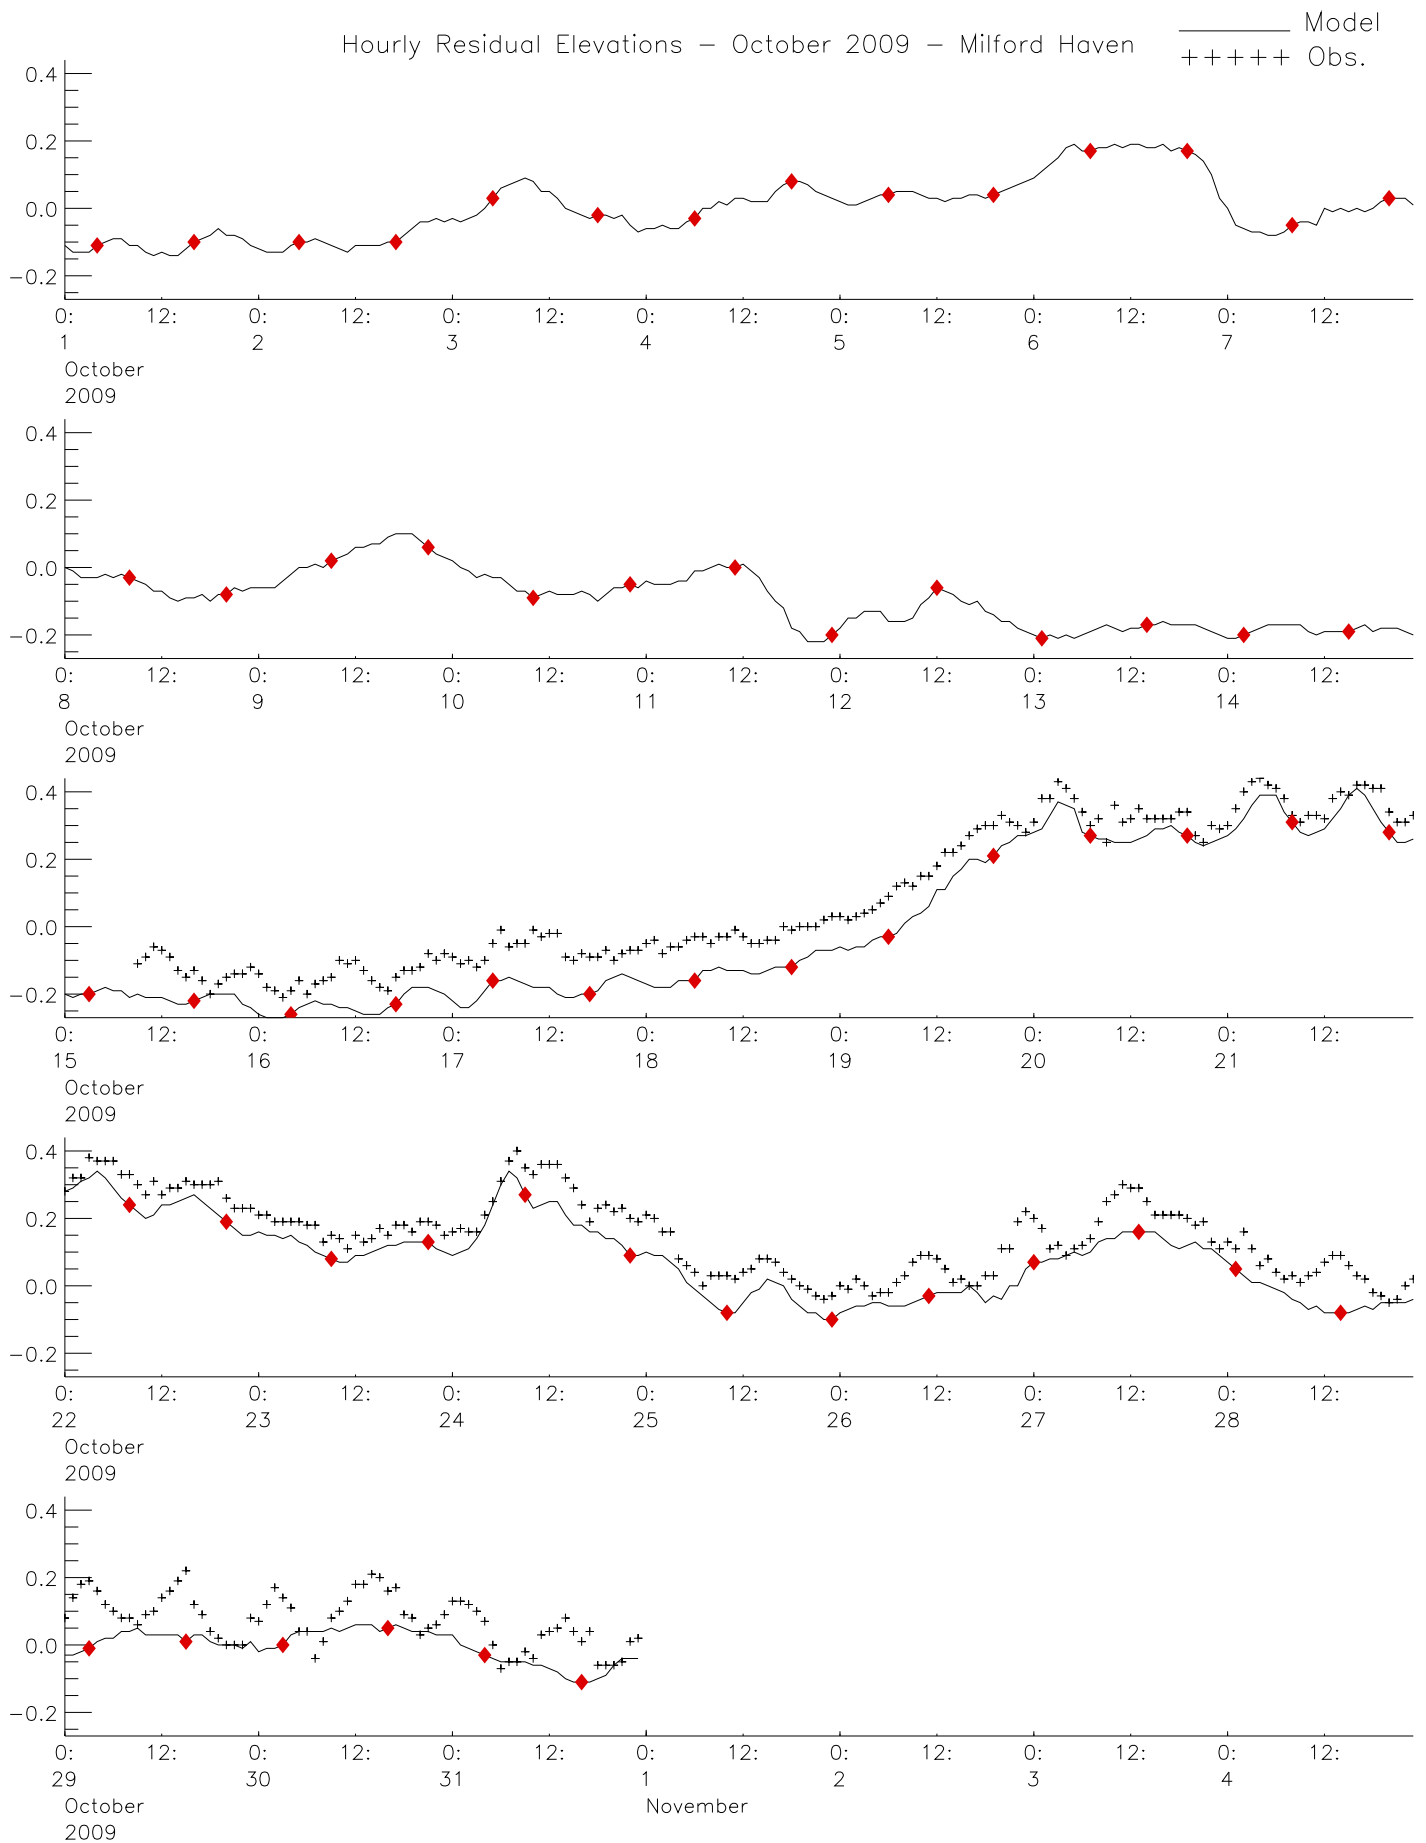 Hourly Residual Elevations – October 2009 – Milford Haven
Model
+++++ Obs.
0.4
0.2
0.0
−0.2
0: 12: 0: 12: 0: 12: 0: 12: 0: 12: 0: 12: 0: 12:
1 2 3 4 5 6 7
October
2009
0.4
0.2
0.0
−0.2
0: 12: 0: 12: 0: 12: 0: 12: 0: 12: 0: 12: 0: 12:
8 9 10 11 12 13 14
October
2009
0.4
0.2
0.0
−0.2
0: 12: 0: 12: 0: 12: 0: 12: 0: 12: 0: 12: 0: 12:
15 16 17 18 19 20 21
October
2009
0.4
0.2
0.0
−0.2
0: 12: 0: 12: 0: 12: 0: 12: 0: 12: 0: 12: 0: 12:
22 23 24 25 26 27 28
October
2009
0.4
0.2
0.0
−0.2
0: 12: 0: 12: 0: 12: 0: 12: 0: 12: 0: 12: 0: 12:
29 30 31 1 2 3 4
October November
2009